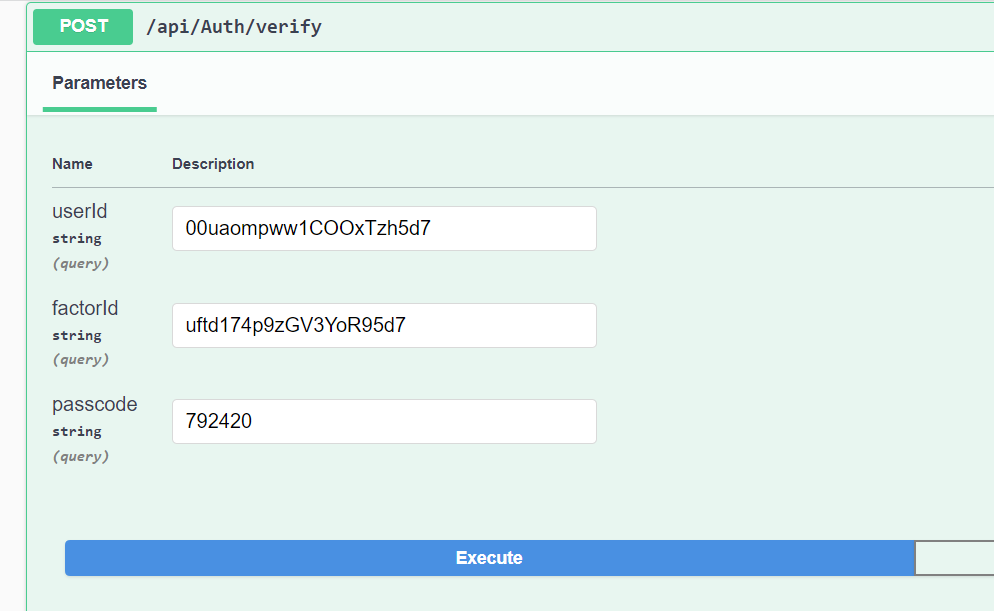 POST /api/Auth/verify
Parameters
Name Description
userId 00uaompww1COOxTzh5d7
string
(query)
factorId uftd174p9zGV3YoR95d7
string
(query)
passcode 792420
string
(query)
Execute